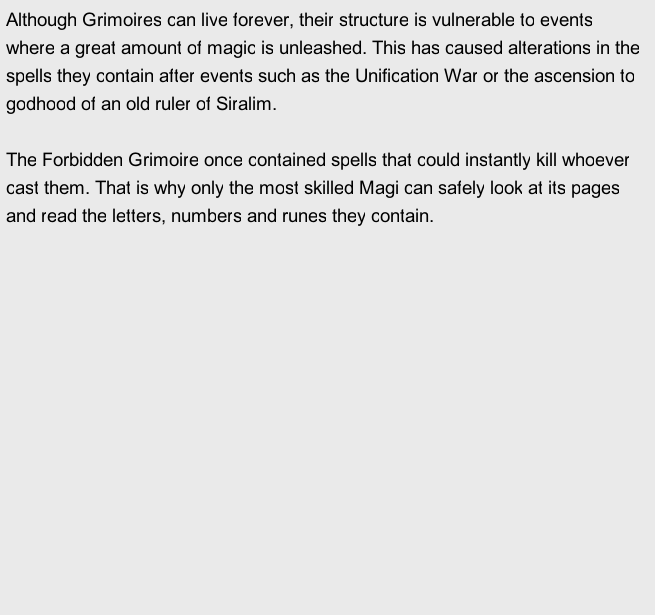 Although Grimoires can live forever, their structure is vulnerable to events
where a great amount of magic is unleashed. This has caused alterations in the
spells they contain after events such as the Unification War or the ascension to
godhood of an old ruler of Siralim.
The Forbidden Grimoire once contained spells that could instantly kill whoever
cast them. That is why only the most skilled Magi can safely look at its pages
and read the letters, numbers and runes they contain.